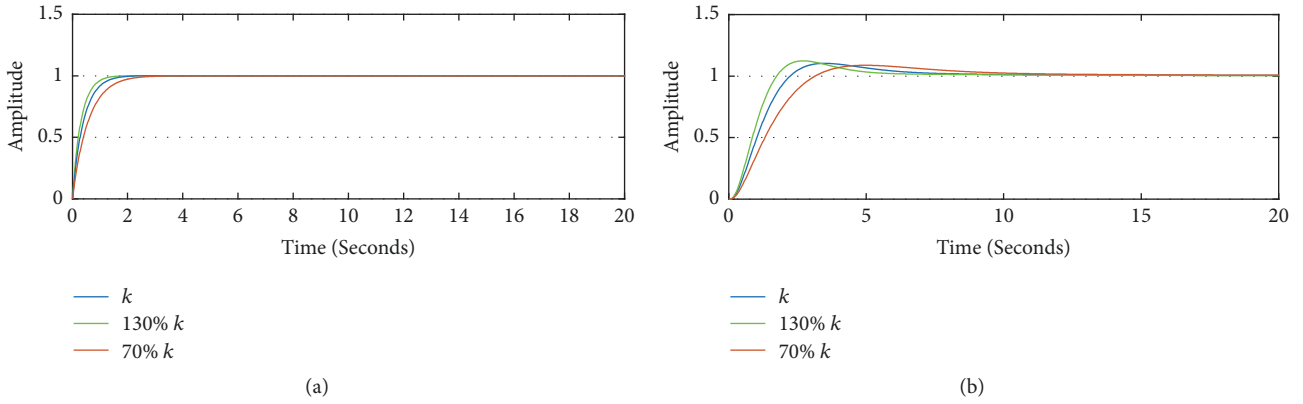 1.5
1
0.5
0
Amplitude
0 2 4 6 8 10 12 14 16 18 20
Time (Seconds)
k
130% k
70% k
(a)
1.5
1
0.5
0
Amplitude
0 5 10 15 20
Time (Seconds)
k
130% k
70% k
(b)